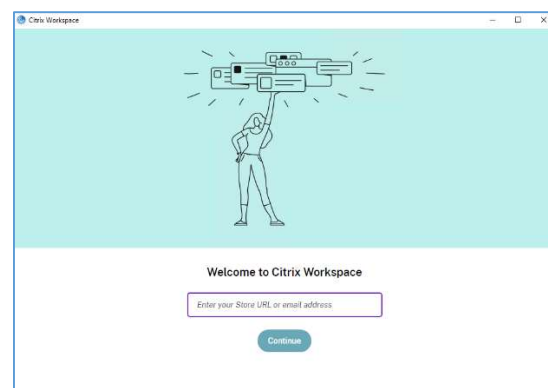 Citrix Workspace
Welcome to Citrix Workspace
Enter your Store URL or email address
Continue